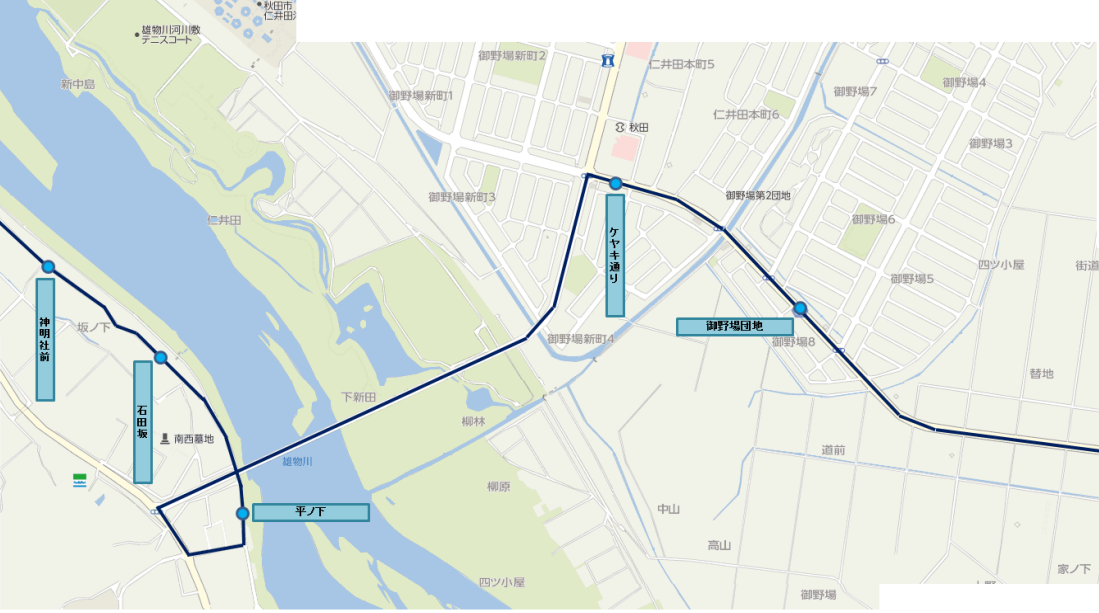 秋田市
仁井田浄
雄物川河川敷
テニスコート
御野場新町2
仁井田本町5
新中島
御野場4
御野場7
御野場新町1
仁井田本町6
秋田
御野場3
御野場第2団地
御野場新町3
仁井田
御野場6
ケヤキ通り
四ツ小屋
街道
御野場5
神明社前
坂ノ下
御野場団地
御野場新町4
御野場8
替地
石田坂
下新田
柳林
南西墓地
道前
雄物川
柳原
平ノ下
中山
高山
家ノ下
四ツ小屋
御野場